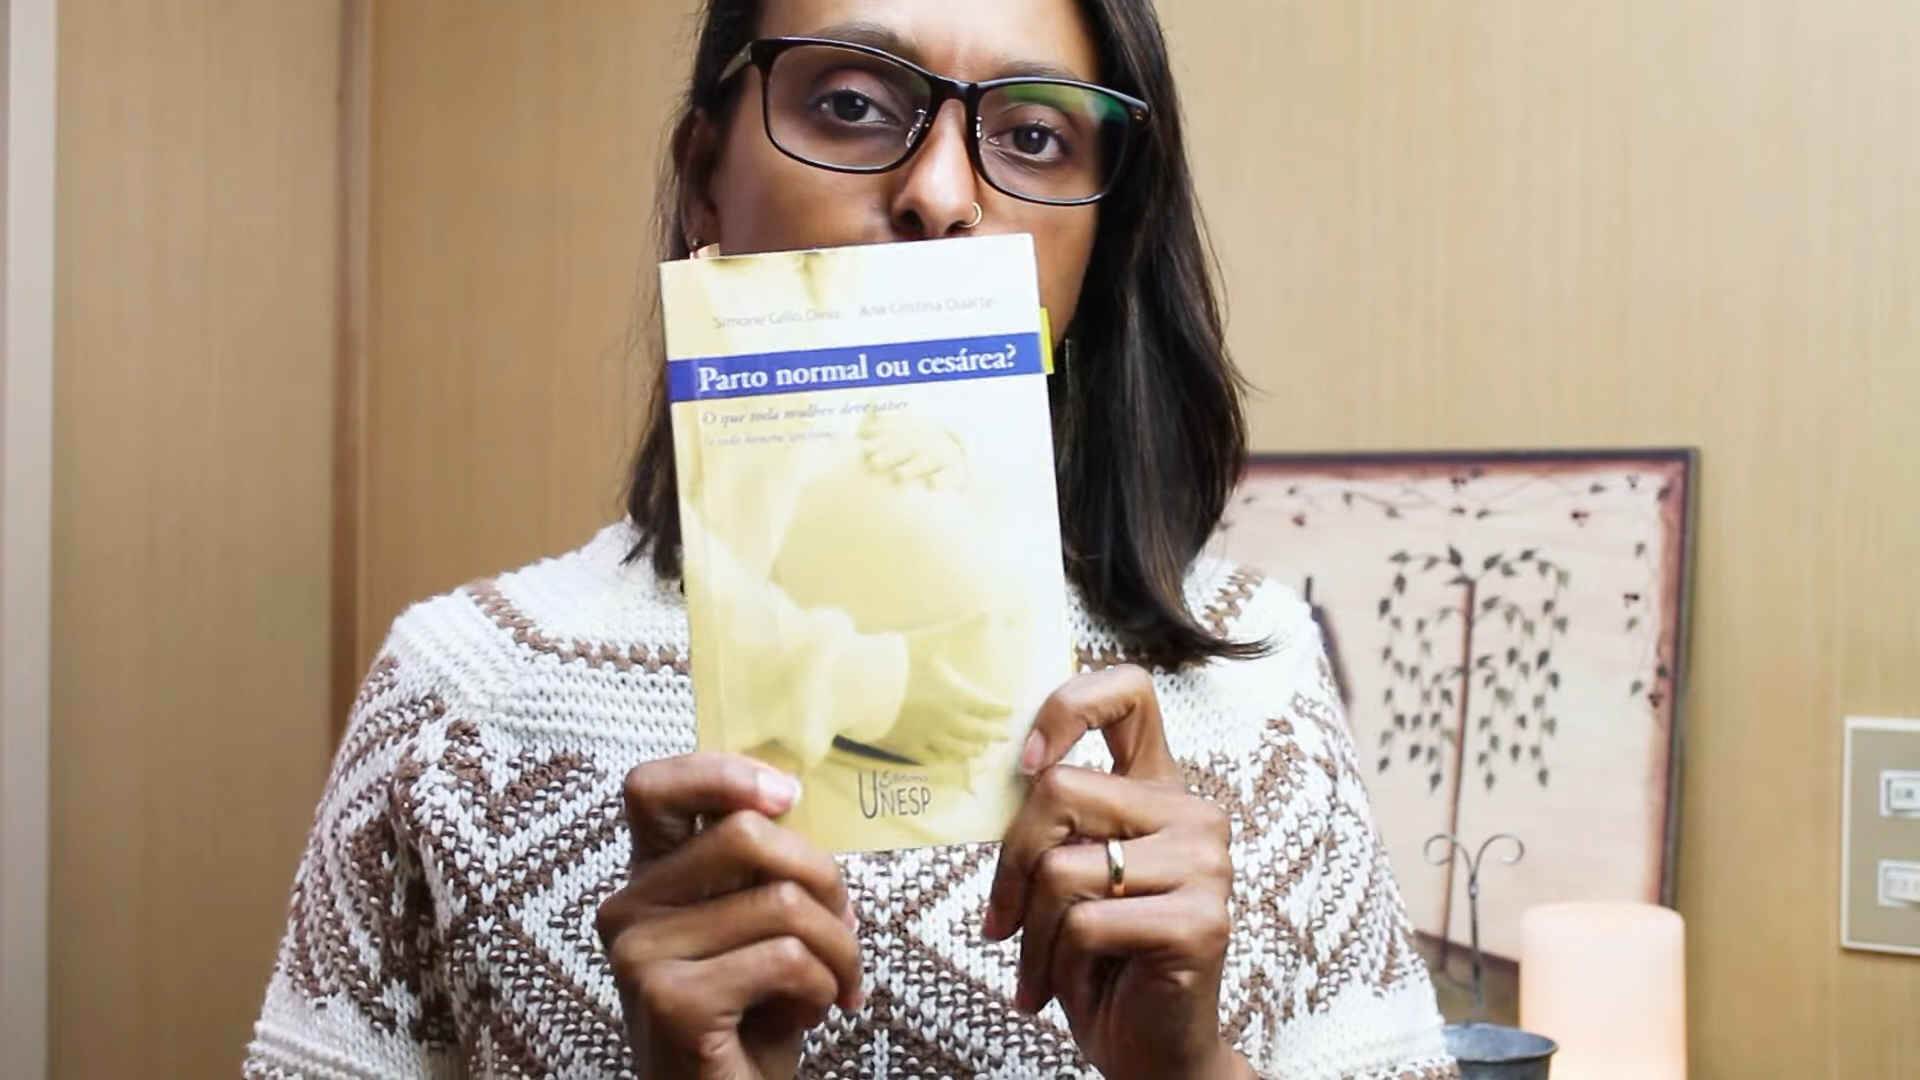 Simone Grilo Diniz Ana Cristina Duarte
Parto normal ou cesárea?
O que toda mulher deve saber
Editora
UNESP